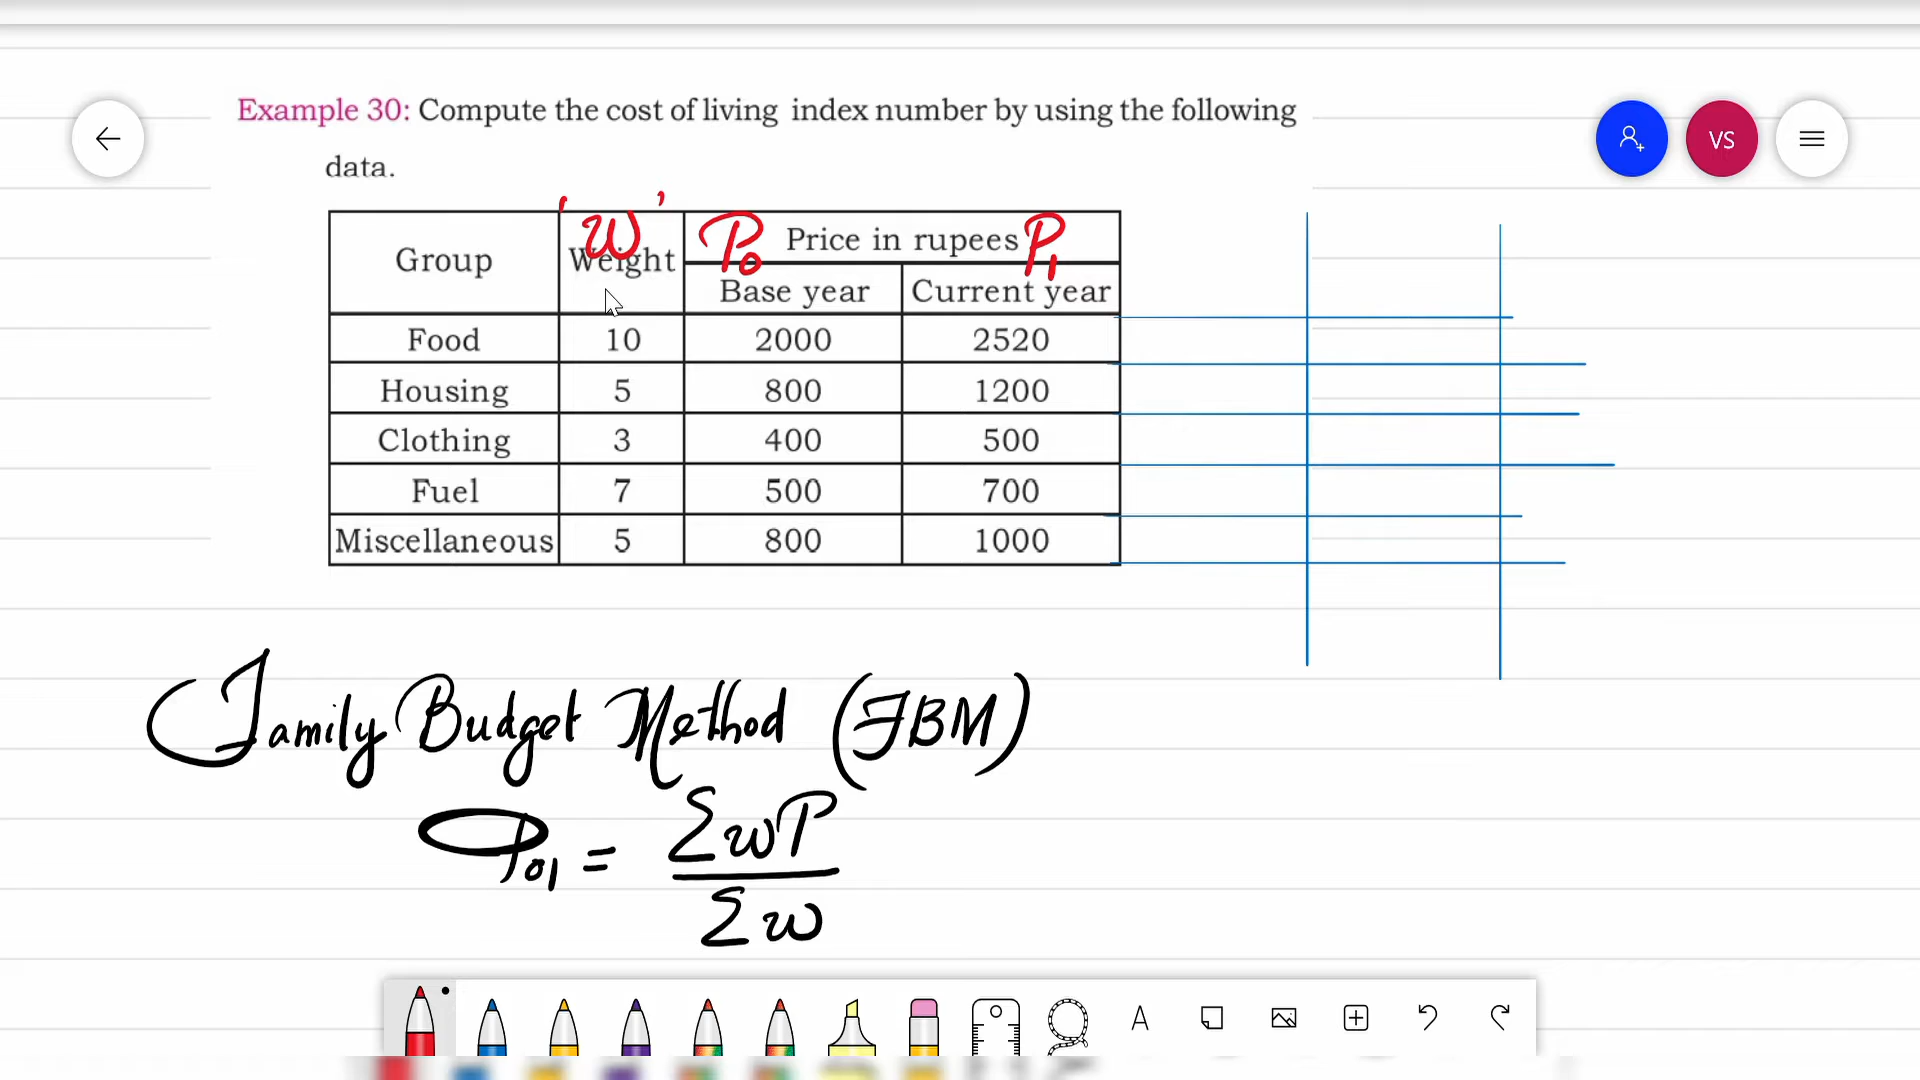 Example 30: Compute the cost of living index number by using the following
data.
VS
'W'
P0 Price in rupees P1
Group Weight
Base year Current year
Food 10 2000 2520
Housing 5 800 1200
Clothing 3 400 500
Fuel 7 500 700
Miscellaneous 5 800 1000
Family Budget Method (FBM)
P01 = ΣWP
ΣW
A